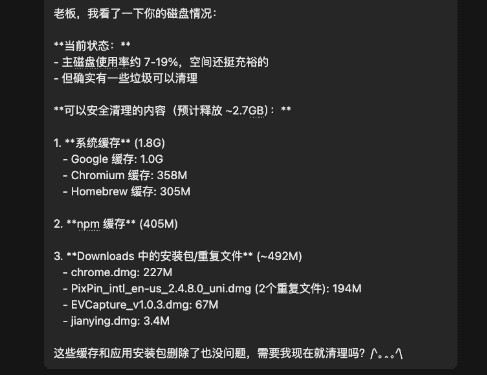 老板，我看了一下你的磁盘情况：
**当前状态：**
- 主磁盘使用率约 7-19%，空间还挺充裕的
- 但确实有一些垃圾可以清理
**可以安全清理的内容（预计释放 ~2.7GB）：**
1. **系统缓存** (1.8G)
- Google 缓存: 1.0G
- Chromium 缓存: 358M
- Homebrew 缓存: 305M
2. **npm 缓存** (405M)
3. **Downloads 中的安装包/重复文件** (~492M)
- chrome.dmg: 227M
- PixPin_intl_en-us_2.4.8.0_uni.dmg (2个重复文件): 194M
- EVCapture_v1.0.3.dmg: 67M
- jianying.dmg: 3.4M
这些缓存和应用安装包删除了也没问题，需要我现在就清理吗？/ᐠ｡ꞈ｡ᐟ\